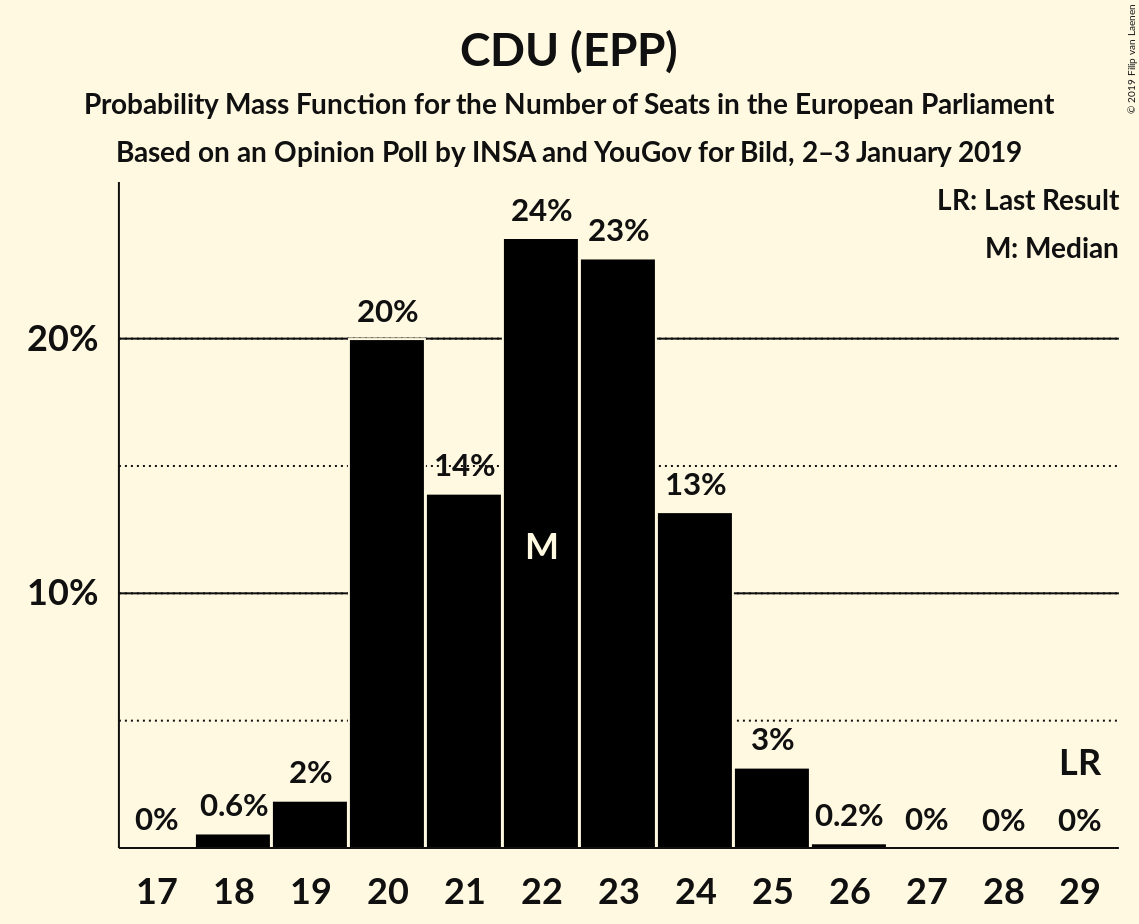 CDU (EPP)
Probability Mass Function for the Number of Seats in the European Parliament
Based on an Opinion Poll by INSA and YouGov for Bild, 2–3 January 2019
© 2019 Filip van Laenen
LR: Last Result
M: Median
20%
10%
0%
0.6%
2%
20%
14%
24%
23%
13%
3%
0.2%
0%
0%
0%
M
LR
17 18 19 20 21 22 23 24 25 26 27 28 29